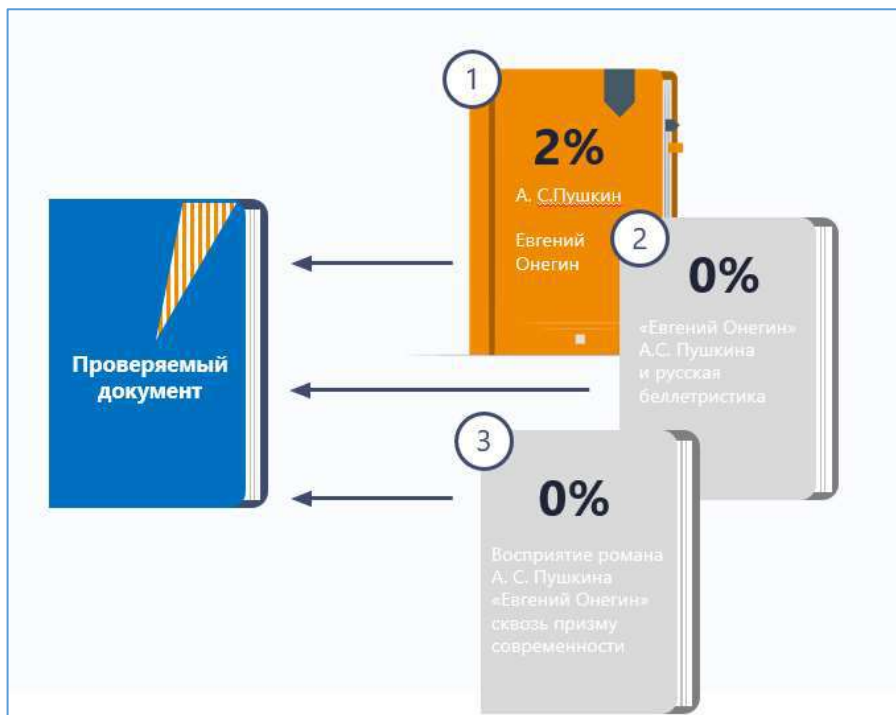 1
2%
А. С.Пушкин
Евгений
Онегин
2
0%
«Евгений Онегин»
А.С. Пушкина
и русская
беллетристика
Проверяемый
документ
3
0%
Восприятие романа
А. С. Пушкина
«Евгений Онегин»
сквозь призму
современности